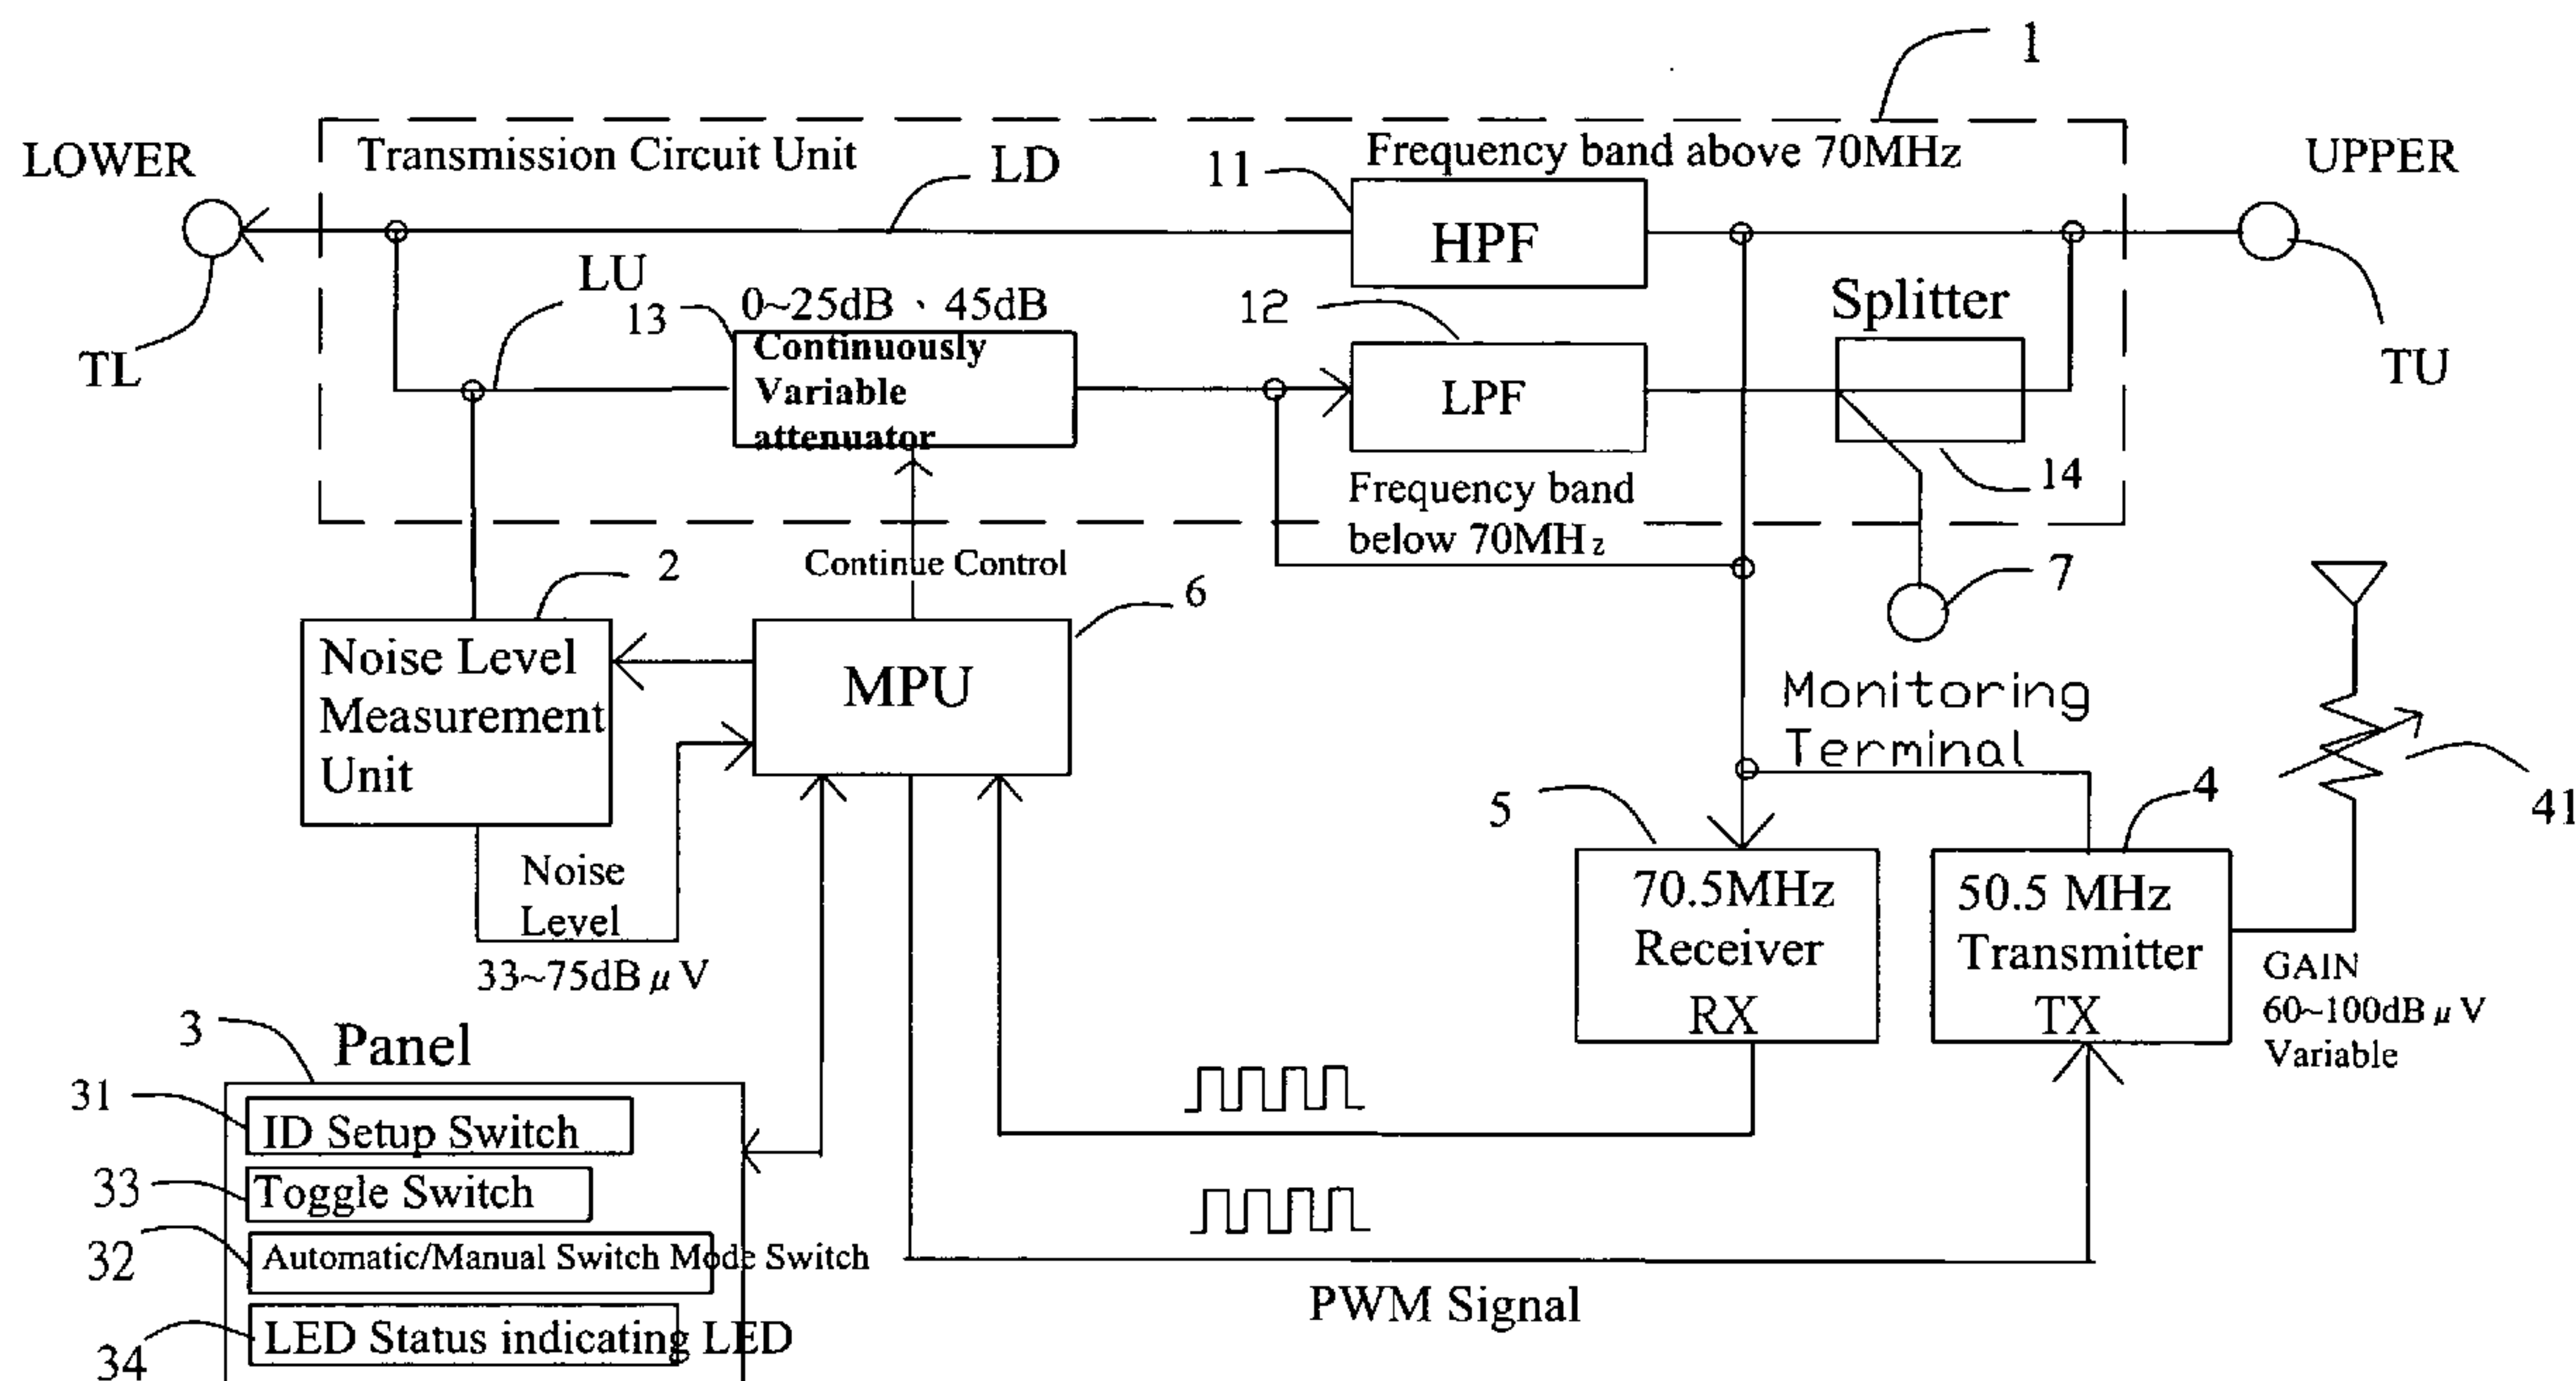 1
LOWER
Transmission Circuit Unit
LD
11
Frequency band above 70MHz
UPPER
HPF
LU
13
0~25dB、45dB
12
Splitter
TL
Continuously
Variable
attenuator
LPF
TU
14
Frequency band
below 70MHz
Continue Control
2
6
7
Noise Level
Measurement
Unit
MPU
Monitoring
Terminal
5
4
41
Noise
Level
33~75dBμV
70.5MHz
Receiver
RX
50.5 MHz
Transmitter
TX
GAIN
60~100dBμV
Variable
3
Panel
31
ID Setup Switch
33
Toggle Switch
32
Automatic/Manual Switch Mode Switch
34
LED Status indicating LED
PWM Signal